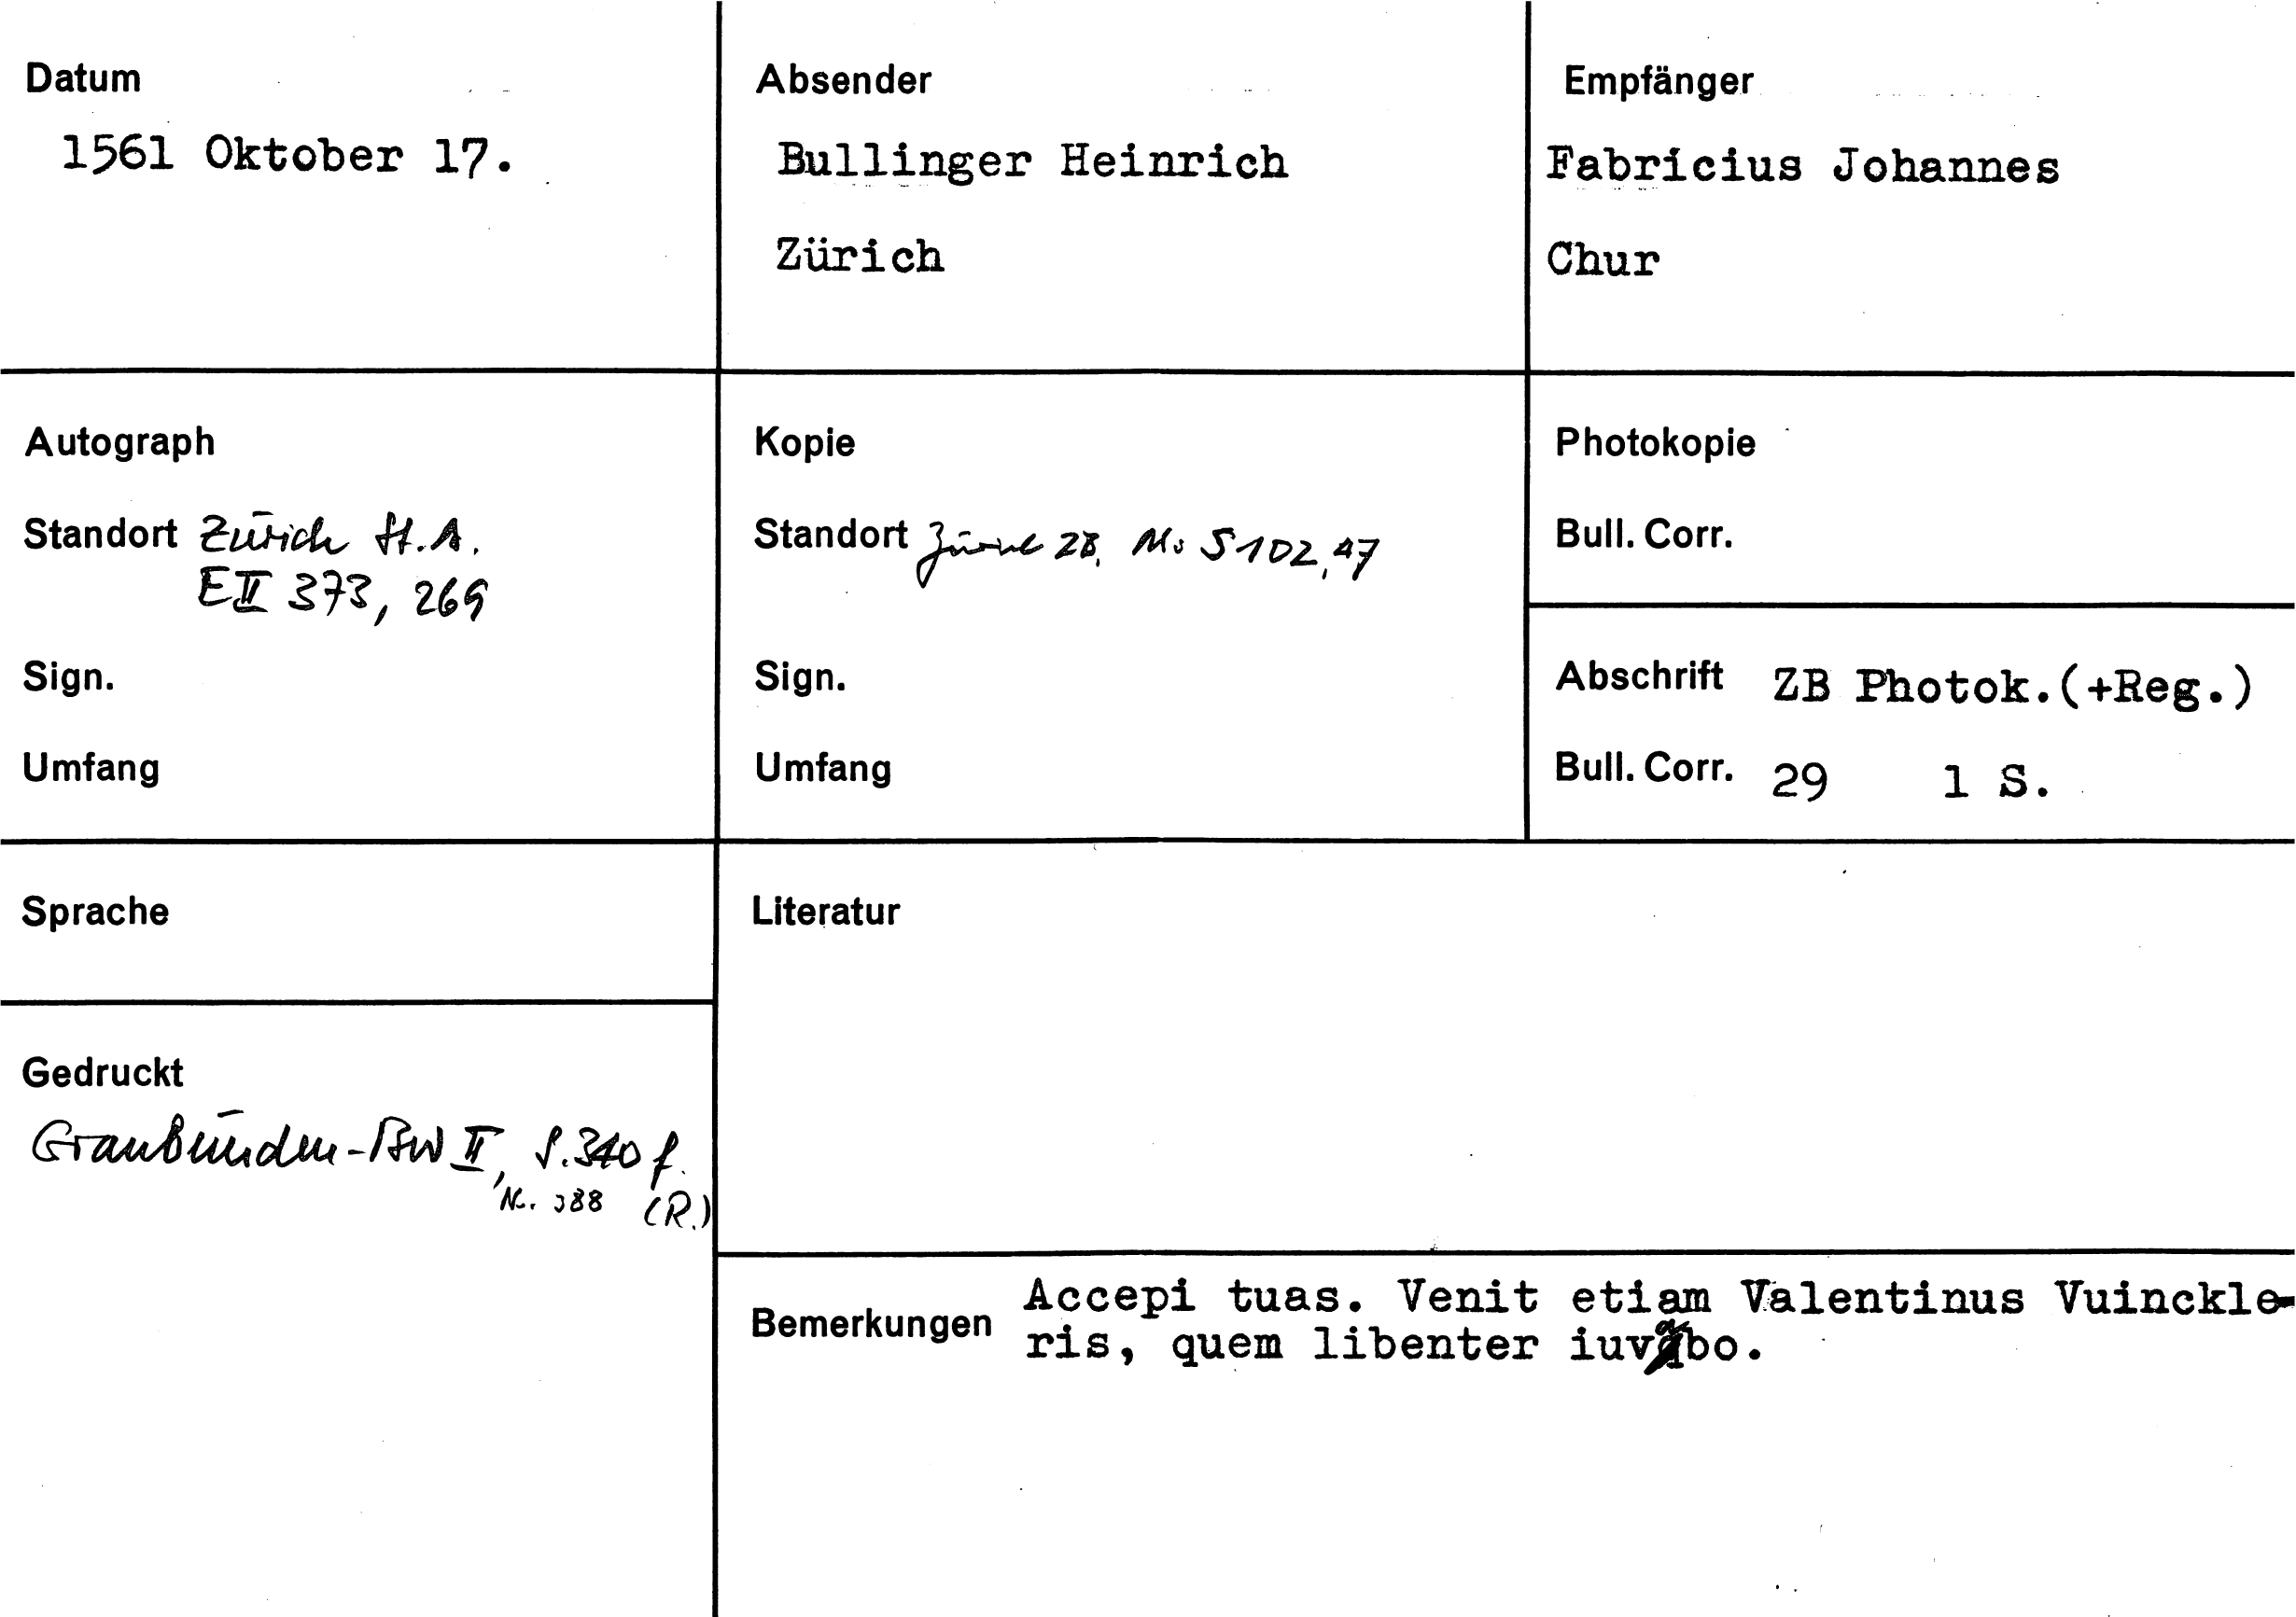 Datum
1561 Oktober 17.
Absender
Bullinger Heinrich
Zürich
Empfänger
Fabricius Johannes
Chur
Autograph
Standort Zürich St.A.
E II 373, 269
Sign.
Umfang
Kopie
Standort Zürich ZB, Ms S 102, 47
Sign.
Umfang
Photokopie
Bull. Corr.
Abschrift ZB Photok.(+Reg.)
Bull. Corr. 29 1 S.
Sprache
Literatur
Gedruckt
Graubünden-BW II, S. 340 f.
Nr. 388 (R.)
Bemerkungen Accepi tuas. Venit etiam Valentinus Vuinckle-
ris, quem libenter iuvabo.